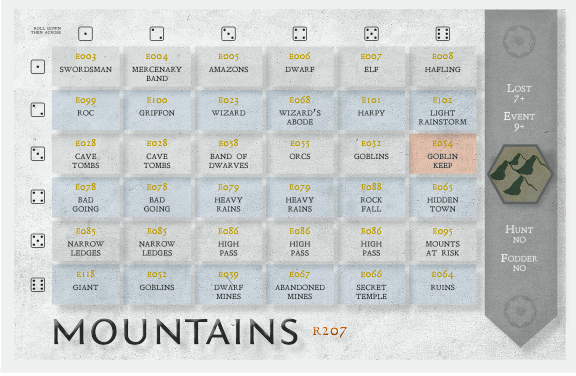 ROLL DOWN
THEN ACROSS
E003 E004 E005 E006 E007 E008
SWORDSMAN MERCENARY BAND AMAZONS DWARF ELF HAFLING
E099 E100 E023 E068 E101 E102
ROC GRIFFON WIZARD WIZARD'S ABODE HARPY LIGHT RAINSTORM
E028 E028 E058 E055 E052 E054
CAVE TOMBS CAVE TOMBS BAND OF DWARVES ORCS GOBLINS GOBLIN KEEP
E078 E078 E079 E079 E088 E065
BAD GOING BAD GOING HEAVY RAINS HEAVY RAINS ROCK FALL HIDDEN TOWN
E085 E085 E086 E086 E086 E095
NARROW LEDGES NARROW LEDGES HIGH PASS HIGH PASS HIGH PASS MOUNTS AT RISK
E118 E052 E059 E067 E066 E064
GIANT GOBLINS DWARF MINES ABANDONED MINES SECRET TEMPLE RUINS
MOUNTAINS R207
LOST
7+
EVENT
9+
HUNT
NO
FODDER
NO